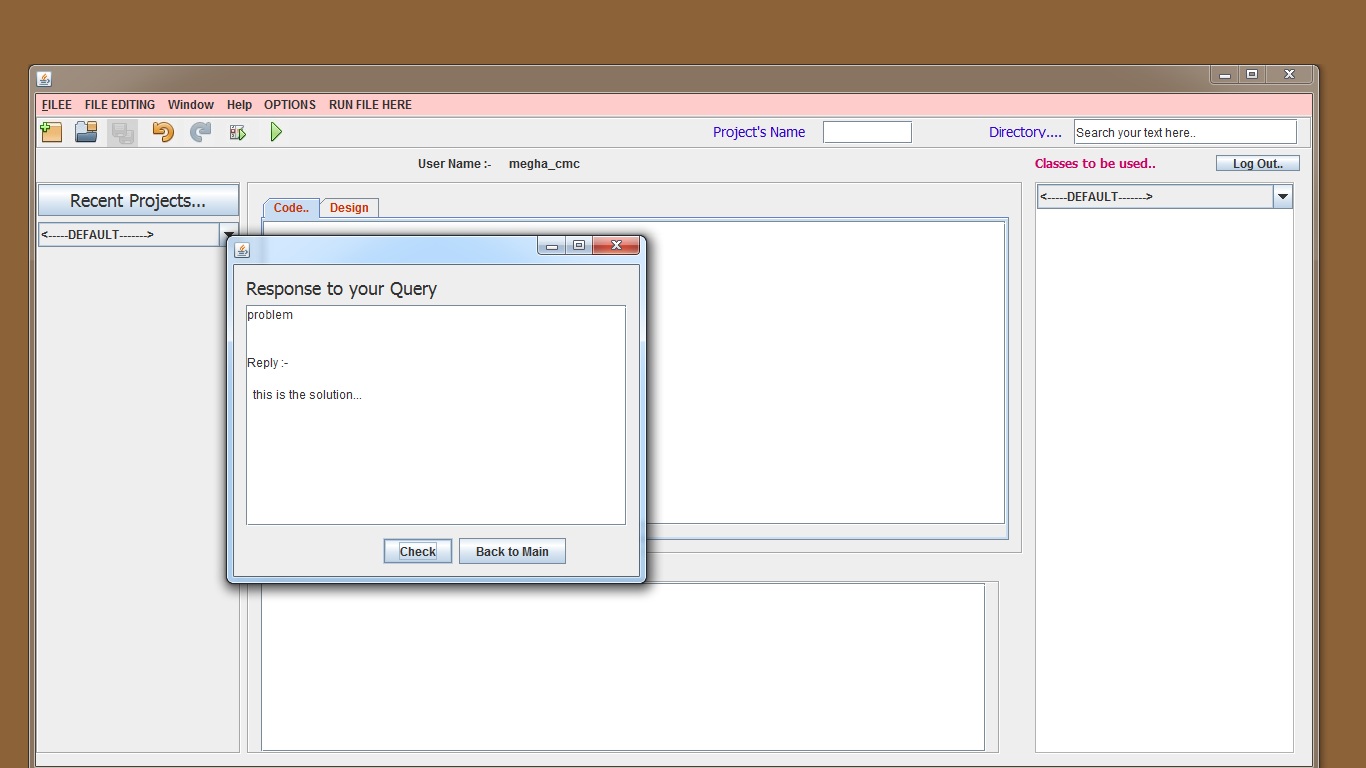 FILEE FILE EDITING Window Help OPTIONS RUN FILE HERE
Project's Name Directory.... Search your text here..
User Name :- megha_cmc Classes to be used.. Log Out..
Recent Projects...
<-----DEFAULT------->
Code.. Design
<-----DEFAULT------->
Response to your Query
problem
Reply :-
this is the solution...
Check Back to Main